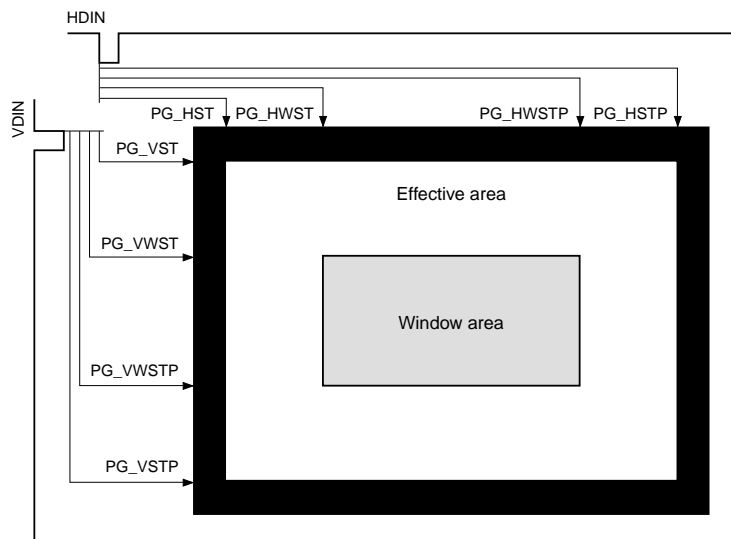 HDIN
VDIN
PG_HST PG_HWST PG_HWSTP PG_HSTP
PG_VST
Effective area
PG_VWST
Window area
PG_VWSTP
PG_VSTP